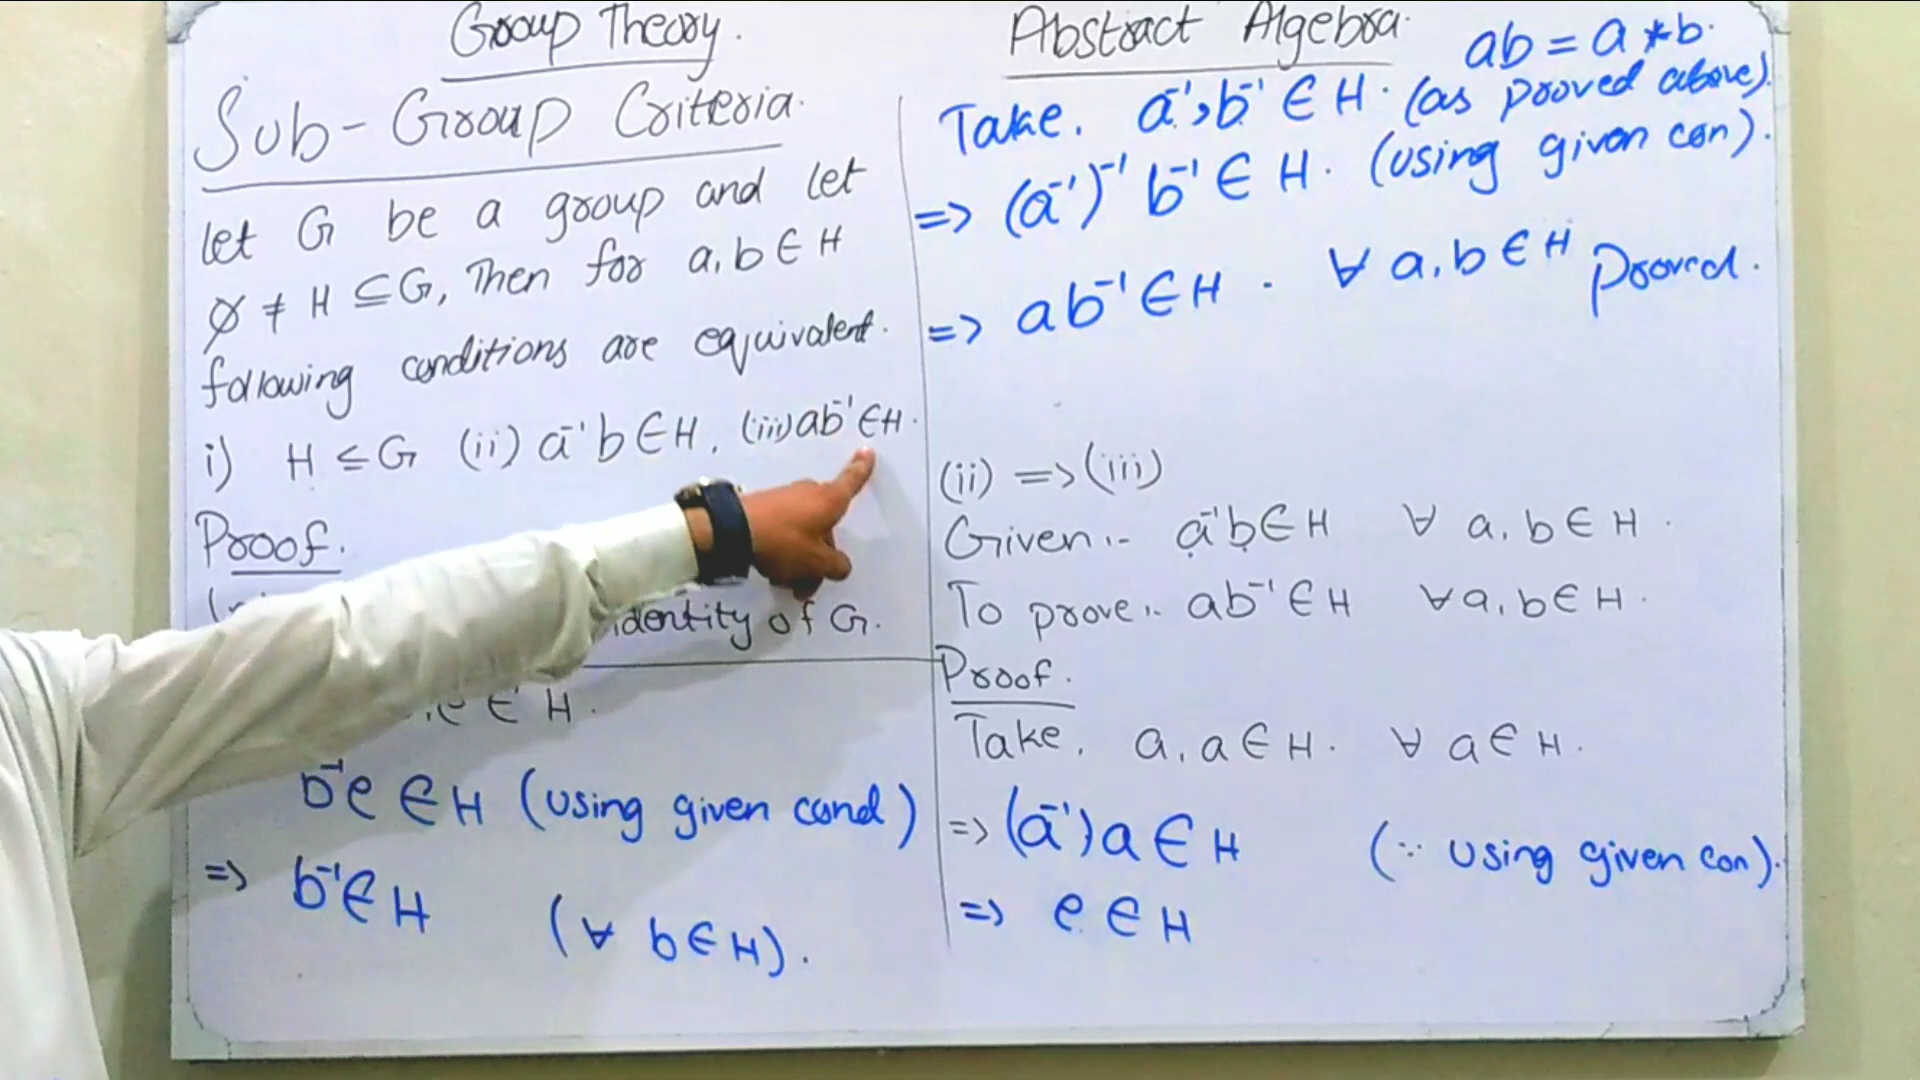 Group Theory.
Sub-Group Criteria.
let G be a group and let
∅ ≠ H ⊆ G, Then for a, b ∈ H
following conditions are equivalent.
i) H ≤ G (ii) a⁻¹b ∈ H, (iii) ab⁻¹ ∈ H.
Proof.
identity of G.
e ∈ H.
b⁻¹e ∈ H (using given cond)
=> b⁻¹ ∈ H (∀ b ∈ H).
Abstract Algebra.
ab = a * b.
Take. a⁻¹, b⁻¹ ∈ H. (as proved above).
=> (a⁻¹)⁻¹ b⁻¹ ∈ H. (using given con).
=> ab⁻¹ ∈ H. ∀ a, b ∈ H Proved.
(ii) => (iii)
Given:- a⁻¹b ∈ H ∀ a, b ∈ H.
To prove:- ab⁻¹ ∈ H ∀ a, b ∈ H.
Proof.
Take. a, a ∈ H. ∀ a ∈ H.
=> (a⁻¹) a ∈ H (∵ using given con).
=> e ∈ H